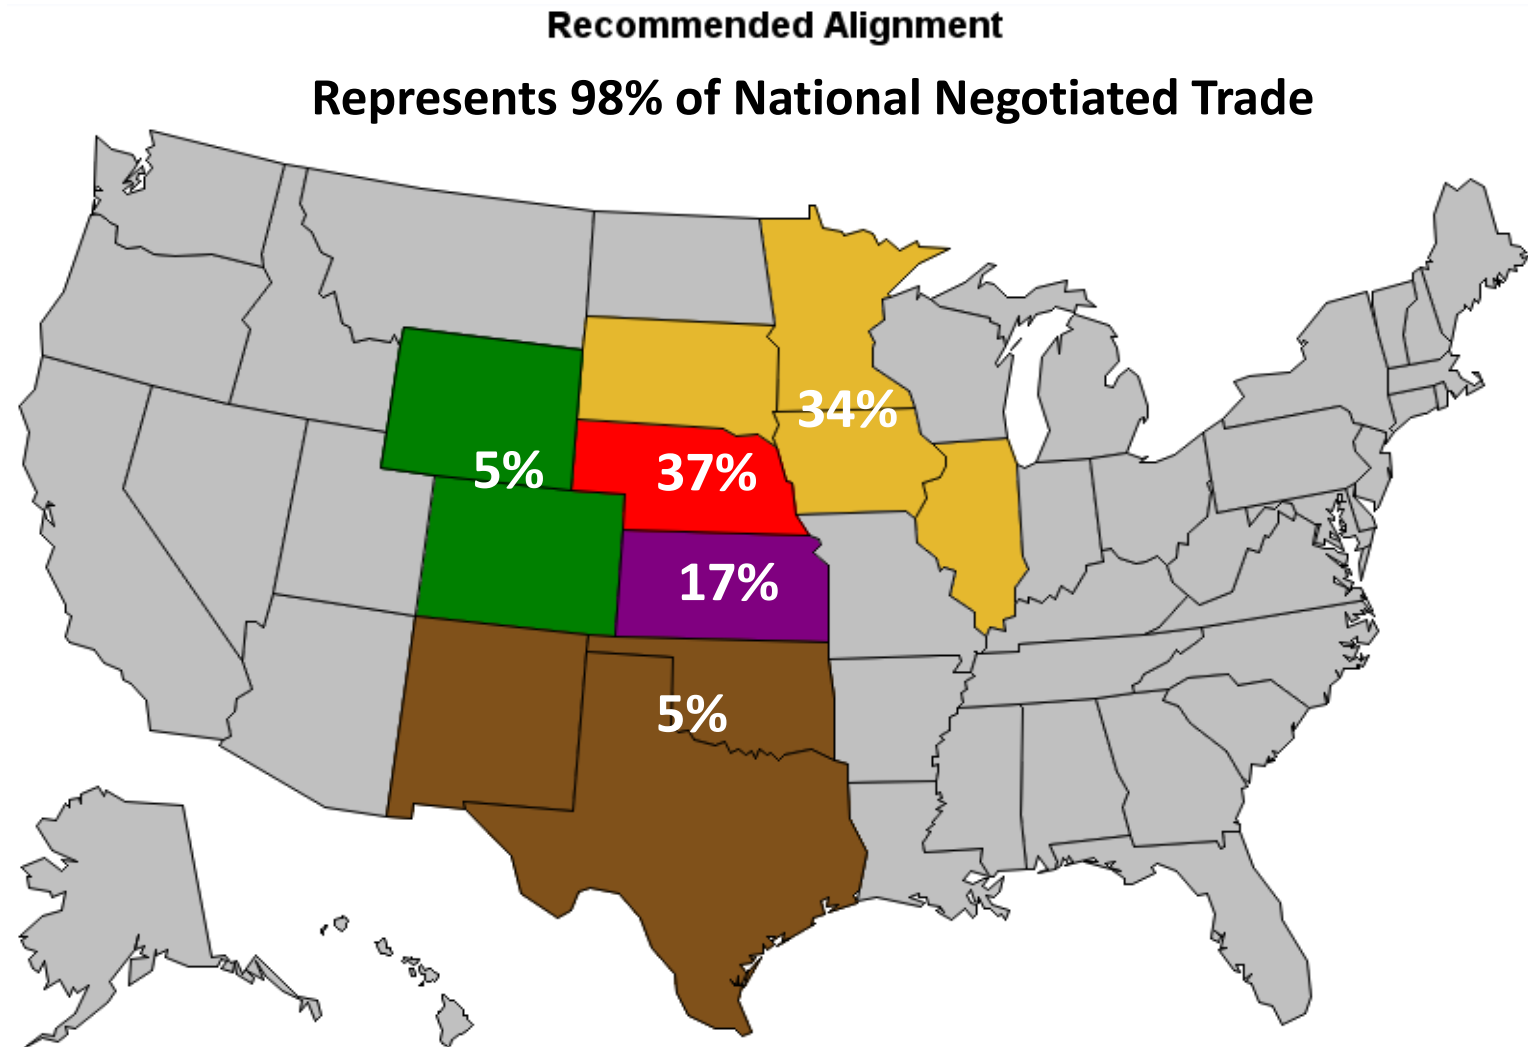 Recommended Alignment
Represents 98% of National Negotiated Trade
34%
5%
37%
17%
5%